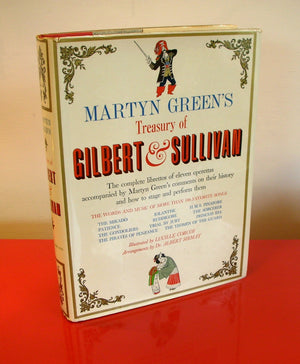 MARTYN GREEN'S
Treasury of
GILBERT & SULLIVAN
The complete librettos of eleven operettas
accompanied by Martyn Green's comments on their history
and how to stage and perform them
THE WORDS AND MUSIC OF MORE THAN 100 FAVORITE SONGS
THE MIKADO IOLANTHE H.M.S. PINAFORE
PATIENCE RUDDIGORE THE SORCERER
THE GONDOLIERS TRIAL BY JURY PRINCESS IDA
THE PIRATES OF PENZANCE THE YEOMEN OF THE GUARD
Illustrated by LUCILLE CORCOS
Arrangements by Dr. ALBERT SIRMAY
SULLIVAN